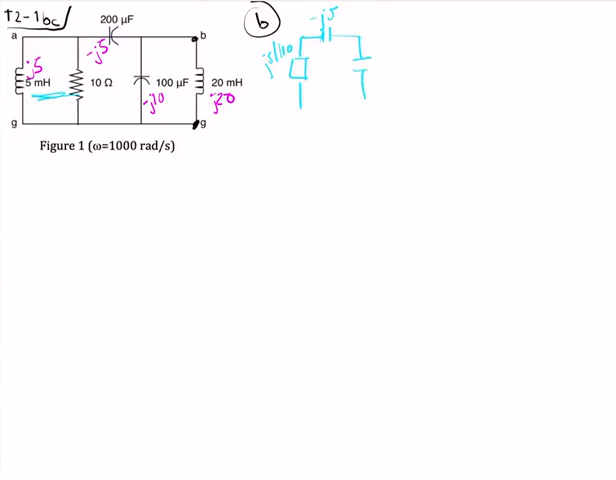 T2-1bc
200 µF
a
b
-j5
j5
5 mH
10 Ω
100 µF
-j10
20 mH
j20
g
g
Figure 1 (ω=1000 rad/s)
b
-j5
j5||10